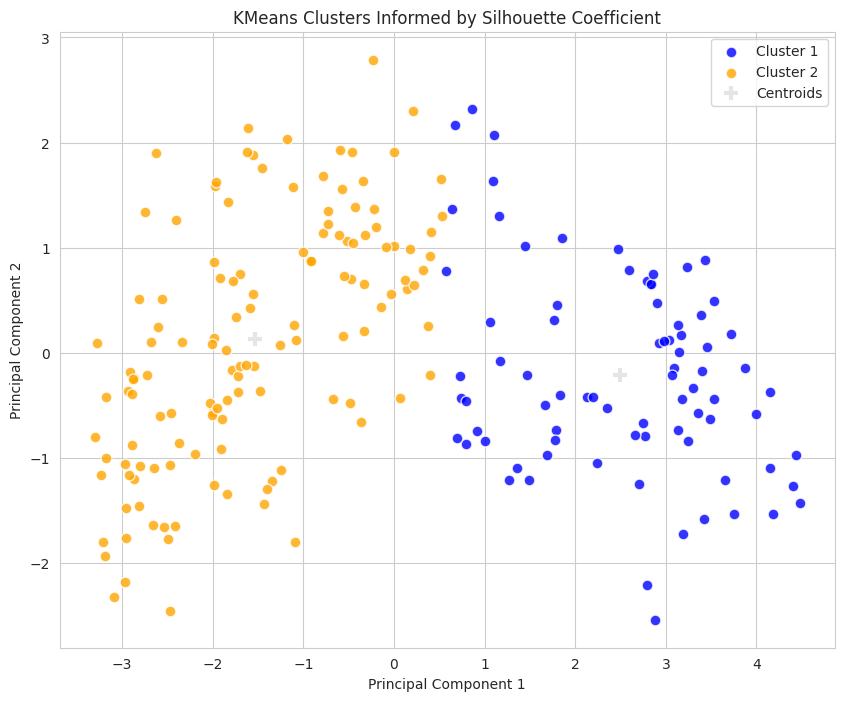 KMeans Clusters Informed by Silhouette Coefficient
Cluster 1
Cluster 2
Centroids
3
2
1
0
−1
−2
Principal Component 2
−3
−2
−1
0
1
2
3
4
Principal Component 1